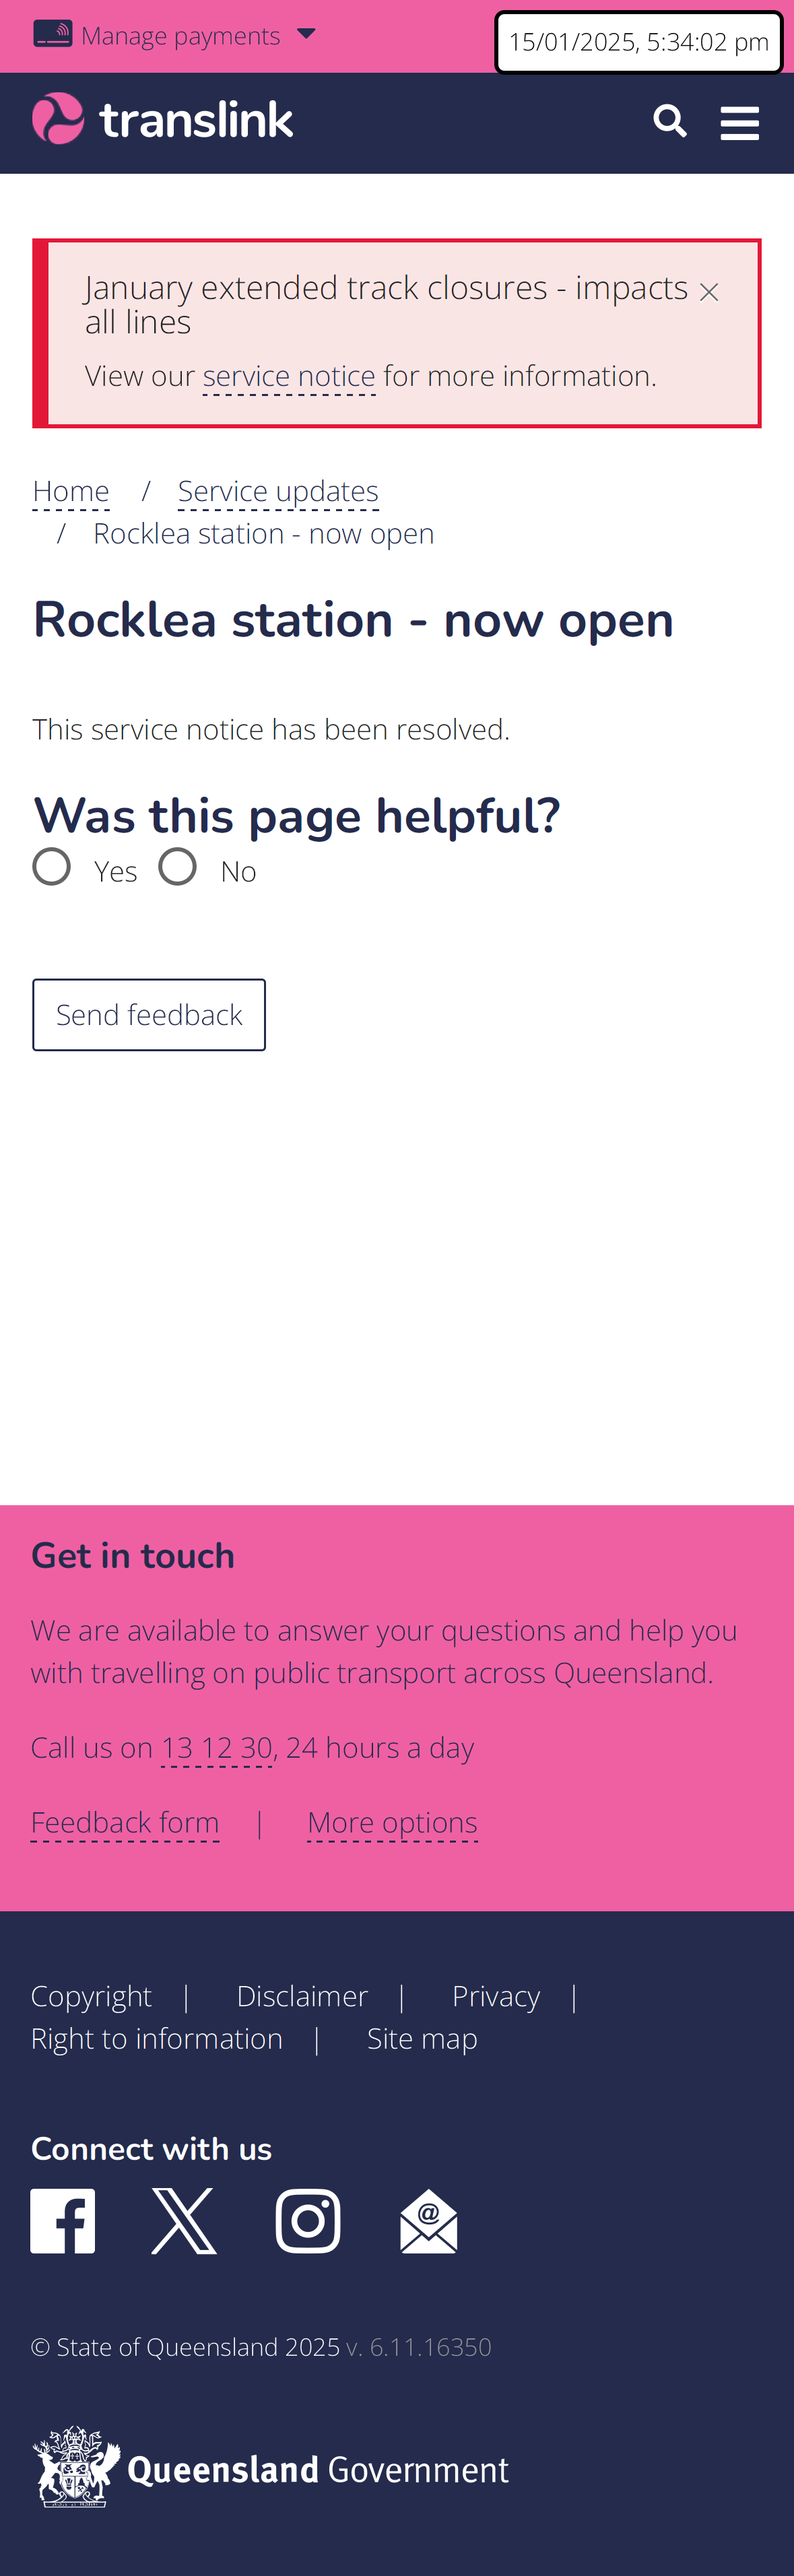 Manage payments
15/01/2025, 5:34:02 pm
translink
January extended track closures - impacts
all lines
View our service notice for more information.
Home / Service updates
/ Rocklea station - now open
Rocklea station - now open
This service notice has been resolved.
Was this page helpful?
Yes No
Send feedback
Get in touch
We are available to answer your questions and help you
with travelling on public transport across Queensland.
Call us on 13 12 30, 24 hours a day
Feedback form | More options
Copyright | Disclaimer | Privacy |
Right to information | Site map
Connect with us
@
© State of Queensland 2025 v. 6.11.16350
Queensland Government